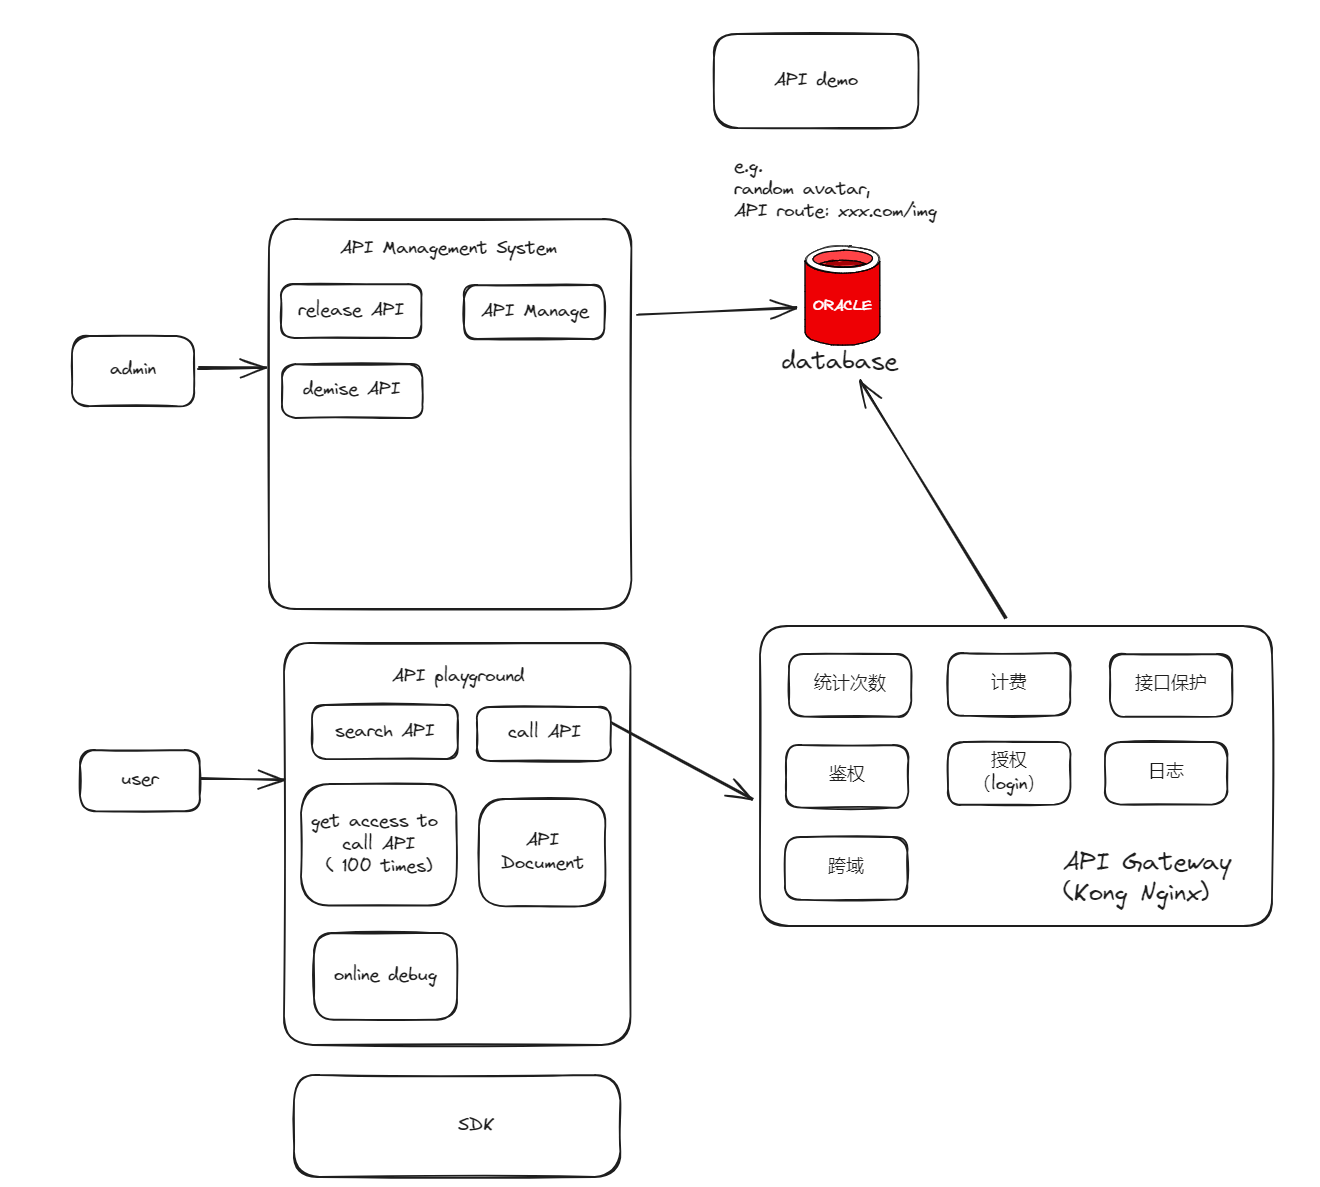 API demo
e.g.
random avatar,
API route: xxx.com/img
API Management System
release API
API Manage
demise API
admin
ORACLE
database
API playground
search API
call API
user
get access to
call API
( 100 times)
API
Document
online debug
SDK
统计次数
计费
接口保护
鉴权
授权
(login)
日志
跨域
API Gateway
(Kong Nginx)